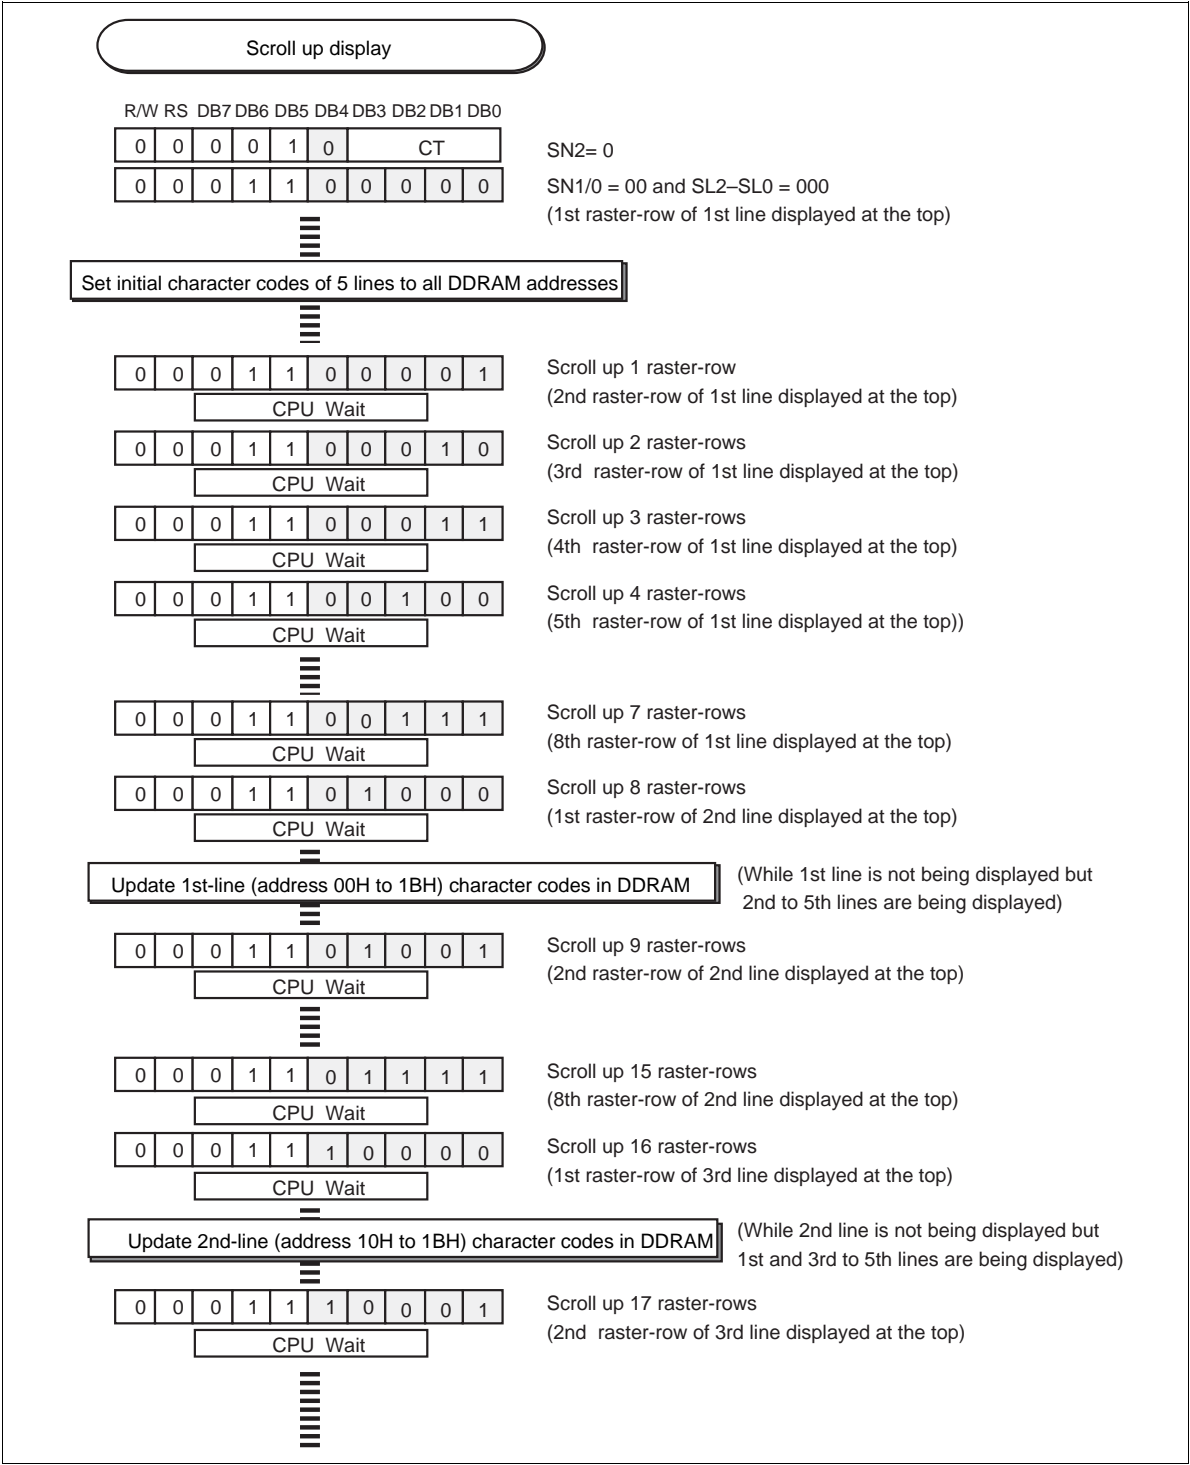 Scroll up display
R/W RS DB7 DB6 DB5 DB4 DB3 DB2 DB1 DB0
0 0 0 0 1 0 CT
SN2= 0
0 0 0 1 1 0 0 0 0 0
SN1/0 = 00 and SL2–SL0 = 000
(1st raster-row of 1st line displayed at the top)
Set initial character codes of 5 lines to all DDRAM addresses
0 0 0 1 1 0 0 0 0 1
Scroll up 1 raster-row
(2nd raster-row of 1st line displayed at the top)
CPU Wait
0 0 0 1 1 0 0 0 1 0
Scroll up 2 raster-rows
(3rd raster-row of 1st line displayed at the top)
CPU Wait
0 0 0 1 1 0 0 0 1 1
Scroll up 3 raster-rows
(4th raster-row of 1st line displayed at the top)
CPU Wait
0 0 0 1 1 0 0 1 0 0
Scroll up 4 raster-rows
(5th raster-row of 1st line displayed at the top))
CPU Wait
0 0 0 1 1 0 0 1 1 1
Scroll up 7 raster-rows
(8th raster-row of 1st line displayed at the top)
CPU Wait
0 0 0 1 1 0 1 0 0 0
Scroll up 8 raster-rows
(1st raster-row of 2nd line displayed at the top)
CPU Wait
Update 1st-line (address 00H to 1BH) character codes in DDRAM
(While 1st line is not being displayed but
2nd to 5th lines are being displayed)
0 0 0 1 1 0 1 0 0 1
Scroll up 9 raster-rows
(2nd raster-row of 2nd line displayed at the top)
CPU Wait
0 0 0 1 1 0 1 1 1 1
Scroll up 15 raster-rows
(8th raster-row of 2nd line displayed at the top)
CPU Wait
0 0 0 1 1 1 0 0 0 0
Scroll up 16 raster-rows
(1st raster-row of 3rd line displayed at the top)
CPU Wait
Update 2nd-line (address 10H to 1BH) character codes in DDRAM
(While 2nd line is not being displayed but
1st and 3rd to 5th lines are being displayed)
0 0 0 1 1 1 0 0 0 1
Scroll up 17 raster-rows
(2nd raster-row of 3rd line displayed at the top)
CPU Wait